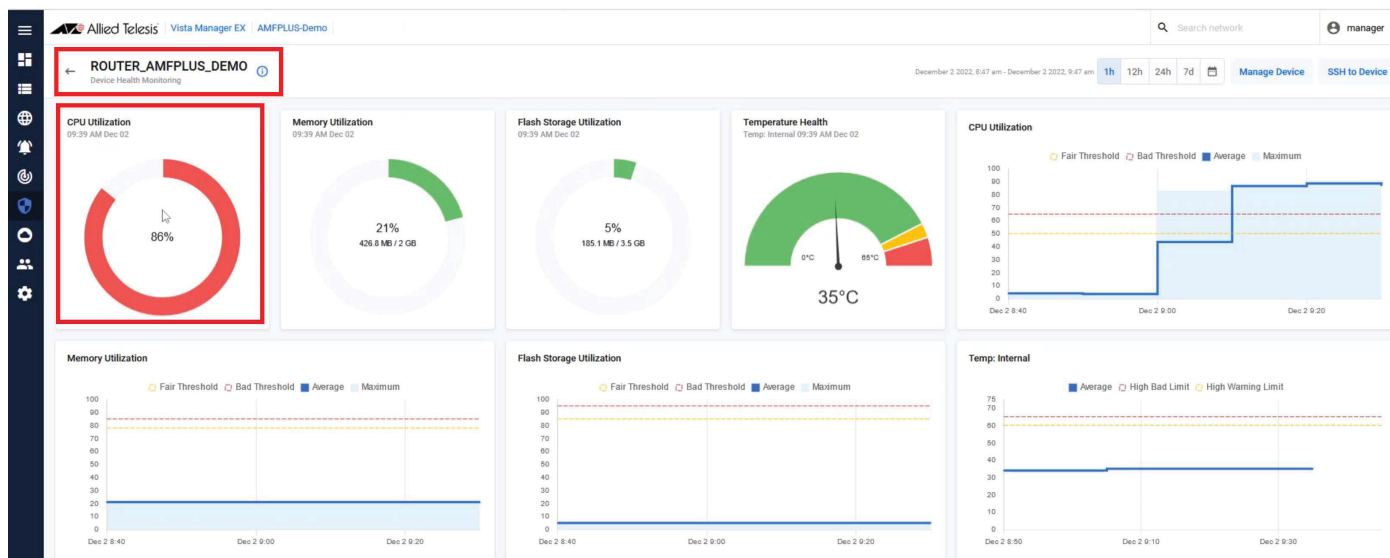 Allied Telesis Vista Manager EX AMFPLUS-Demo Search network manager
ROUTER_AMFPLUS_DEMO
Device Health Monitoring
December 2 2022, 8:47 am - December 2 2022, 9:47 am 1h 12h 24h 7d Manage Device SSH to Device
CPU Utilization
09:39 AM Dec 02
86%
Memory Utilization
09:39 AM Dec 02
21%
426.8 MB / 2 GB
Flash Storage Utilization
09:39 AM Dec 02
5%
185.1 MB / 3.5 GB
Temperature Health
Temp: Internal 09:39 AM Dec 02
0°C 65°C
35°C
CPU Utilization
Fair Threshold Bad Threshold Average Maximum
100
90
80
70
60
50
40
30
20
10
0
Dec 2 8:40 Dec 2 9:00 Dec 2 9:20
Memory Utilization
Fair Threshold Bad Threshold Average Maximum
100
90
80
70
60
50
40
30
20
10
0
Dec 2 8:40 Dec 2 9:00 Dec 2 9:20
Flash Storage Utilization
Fair Threshold Bad Threshold Average Maximum
100
90
80
70
60
50
40
30
20
10
0
Dec 2 8:40 Dec 2 9:00 Dec 2 9:20
Temp: Internal
Average High Bad Limit High Warning Limit
75
70
60
50
40
30
20
10
0
Dec 2 8:50 Dec 2 9:10 Dec 2 9:30